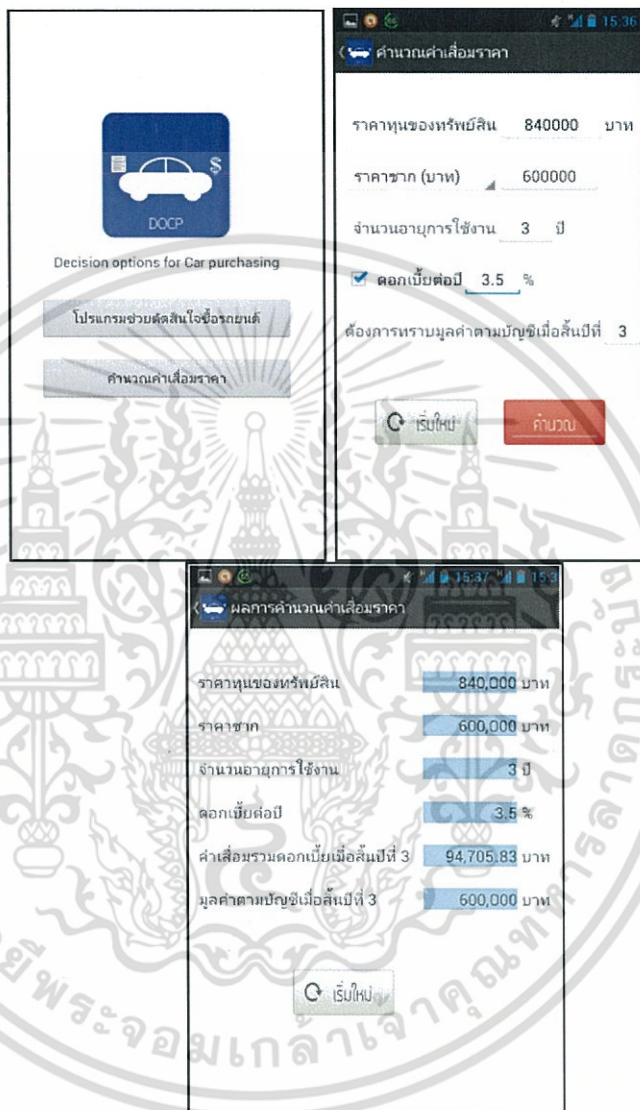 $
DOCP
Decision options for Car purchasing
โปรแกรมช่วยตัดสินใจซื้อรถยนต์
คำนวณค่าเสื่อมราคา
15:36
คำนวณค่าเสื่อมราคา
ราคาทุนของทรัพย์สิน 840000 บาท
ราคาซาก (บาท) 600000
จำนวนอายุการใช้งาน 3 ปี
ดอกเบี้ยต่อปี 3.5 %
ต้องการทราบมูลค่าตามบัญชีเมื่อสิ้นปีที่ 3
เริ่มใหม่ คำนวณ
15:37 15:3
ผลการคำนวณค่าเสื่อมราคา
ราคาทุนของทรัพย์สิน 840,000 บาท
ราคาซาก 600,000 บาท
จำนวนอายุการใช้งาน 3 ปี
ดอกเบี้ยต่อปี 3.5 %
ค่าเสื่อมรวมดอกเบี้ยเมื่อสิ้นปีที่ 3 94,705.83 บาท
มูลค่าตามบัญชีเมื่อสิ้นปีที่ 3 600,000 บาท
เริ่มใหม่